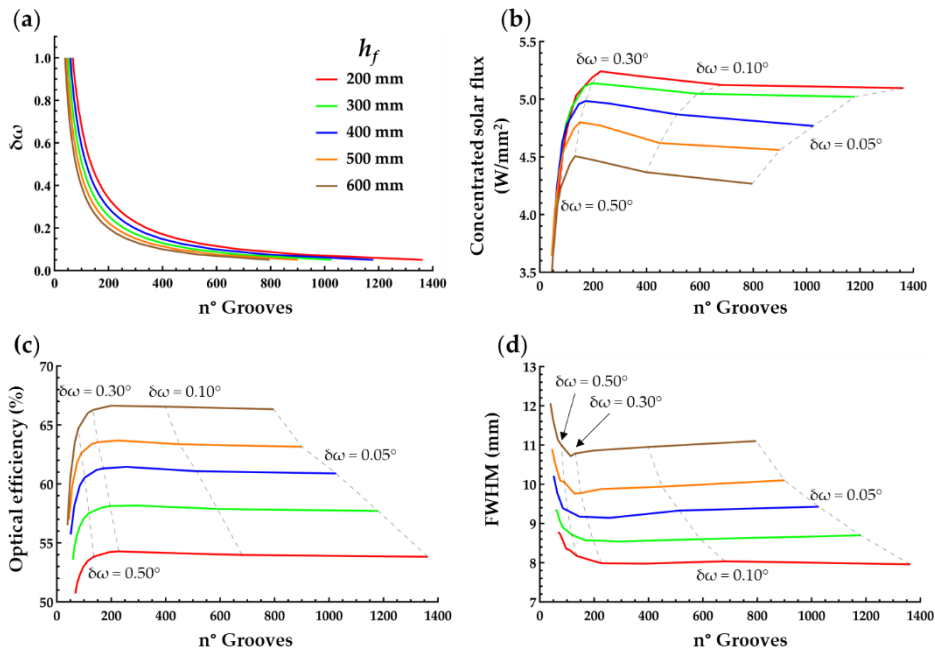 (a)
δω
1.0
0.8
0.6
0.4
0.2
0.0
0 200 400 600 800 1000 1200 1400
n° Grooves
h_f
200 mm
300 mm
400 mm
500 mm
600 mm
(b)
Concentrated solar flux
(W/mm²)
5.5
5.0
4.5
4.0
3.5
δω = 0.30°
δω = 0.10°
δω = 0.05°
δω = 0.50°
0 200 400 600 800 1000 1200 1400
n° Grooves
(c)
Optical efficiency (%)
70
65
60
55
50
δω = 0.30°
δω = 0.10°
δω = 0.05°
δω = 0.50°
0 200 400 600 800 1000 1200 1400
n° Grooves
(d)
FWHM (mm)
13
12
11
10
9
8
7
δω = 0.50°
δω = 0.30°
δω = 0.05°
δω = 0.10°
0 200 400 600 800 1000 1200 1400
n° Grooves